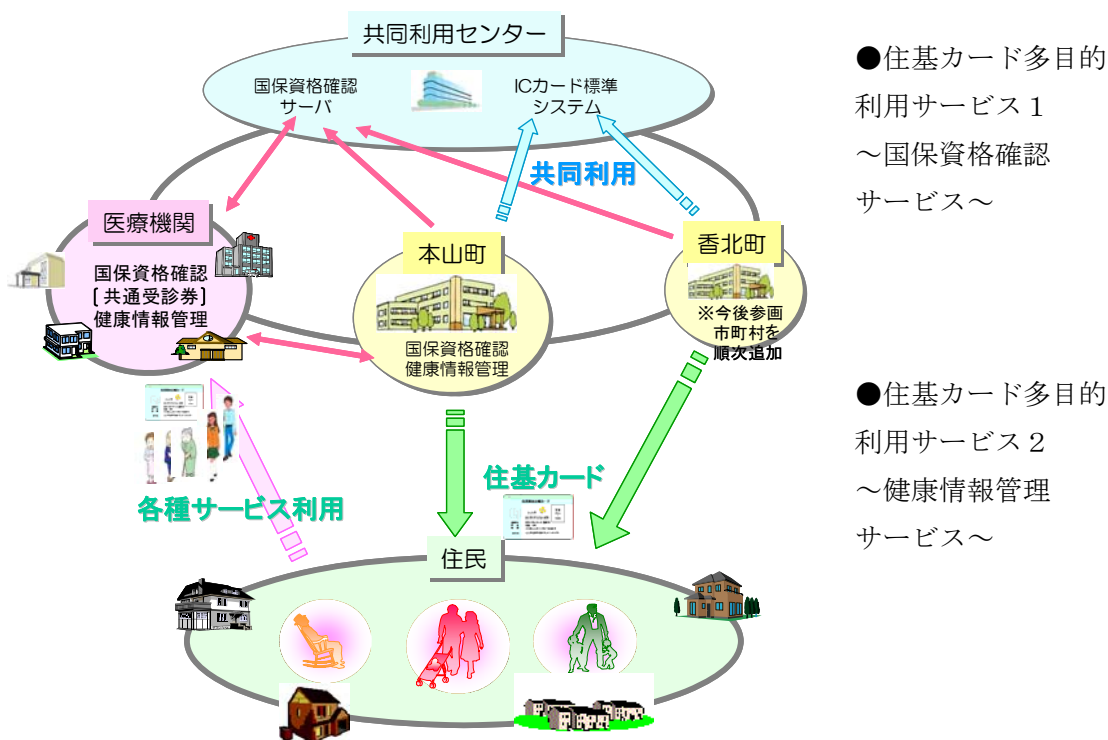 共同利用センター
国保資格確認
サーバ
ICカード標準
システム
共同利用
医療機関
国保資格確認
[共通受診券]
健康情報管理
本山町
国保資格確認
健康情報管理
香北町
※今後参画
市町村を
順次追加
各種サービス利用
住基カード
住民
●住基カード多目的
利用サービス１
～国保資格確認
サービス～
●住基カード多目的
利用サービス２
～健康情報管理
サービス～